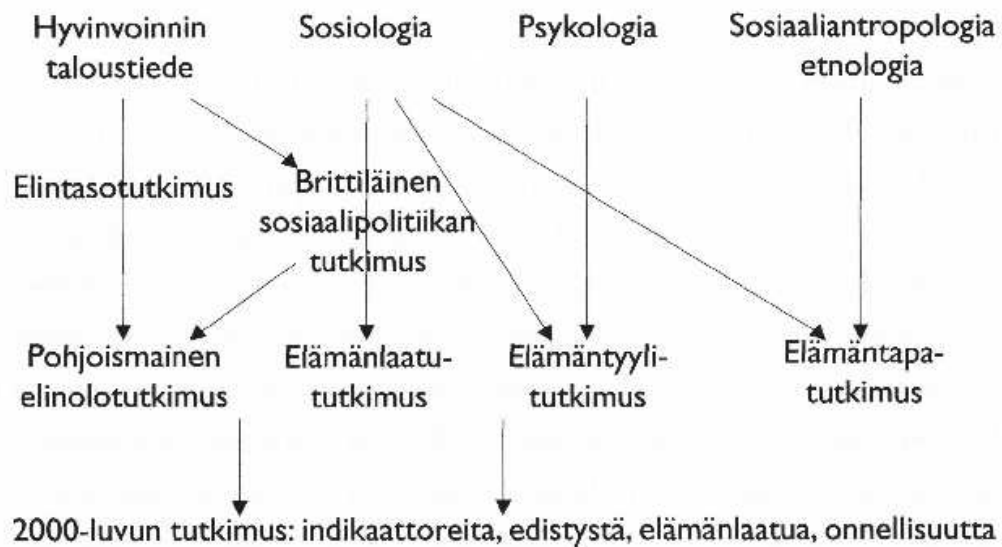 Hyvinvoinnin
taloustiede
Sosiologia
Psykologia
Sosiaaliantropologia
etnologia
Elintasotutkimus
Brittiläinen
sosiaalipolitiikan
tutkimus
Pohjoismainen
elinolotutkimus
Elämänlaatu-
tutkimus
Elämäntyyli-
tutkimus
Elämäntapa-
tutkimus
2000-luvun tutkimus: indikaattoreita, edistystä, elämänlaatua, onnellisuutta